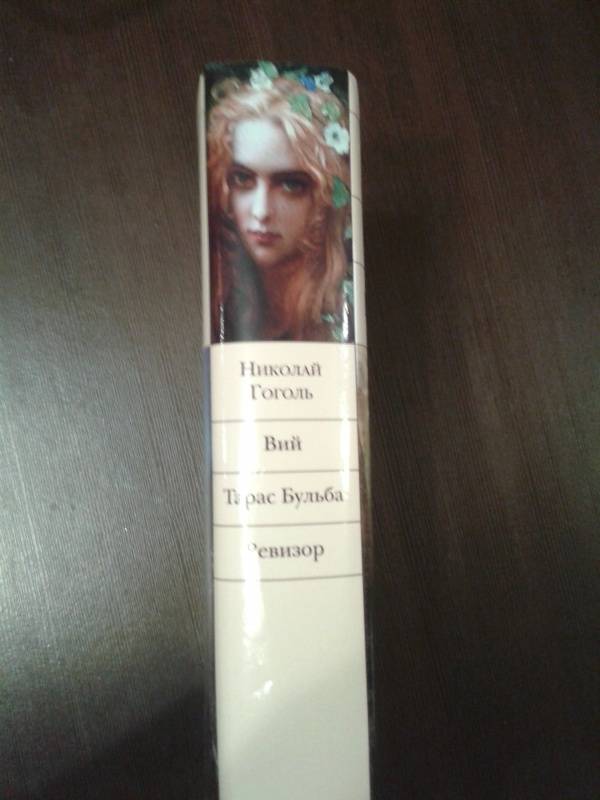 Николай
Гоголь
Вий
Тарас Бульба
Ревизор